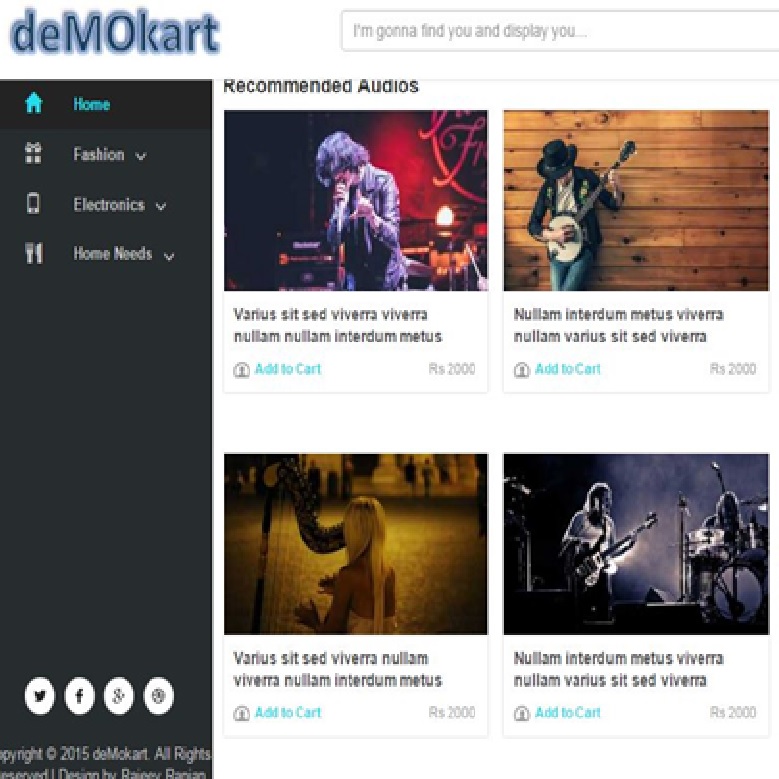 deMOkart
I'm gonna find you and display you...
Home
Fashion
Electronics
Home Needs
Recommended Audios
Varius sit sed viverra viverra
nullam nullam interdum metus
Add to Cart Rs 2000
Nullam interdum metus viverra
nullam varius sit sed viverra
Add to Cart Rs 2000
Varius sit sed viverra nullam
viverra nullam interdum metus
Add to Cart Rs 2000
Nullam interdum metus viverra
nullam varius sit sed viverra
Add to Cart Rs 2000
opyright © 2015 deMokart. All Rights
eserved | Design by Rajeev Ranjan